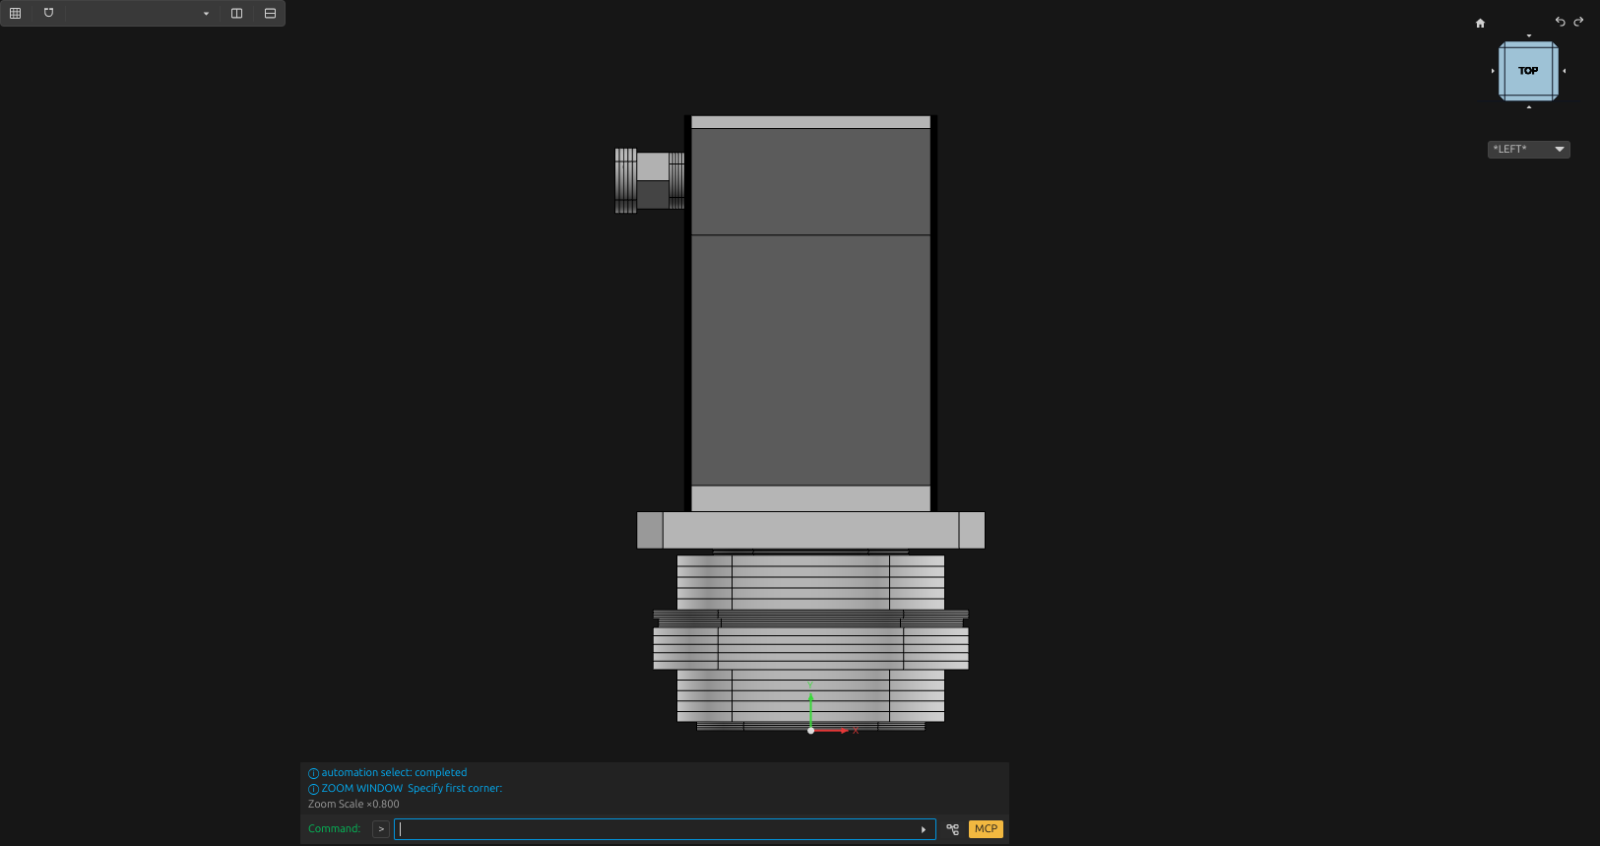 TOP
*LEFT*
Y
X
automation select: completed
ZOOM WINDOW Specify first corner:
Zoom Scale ×0.800
Command: >
MCP